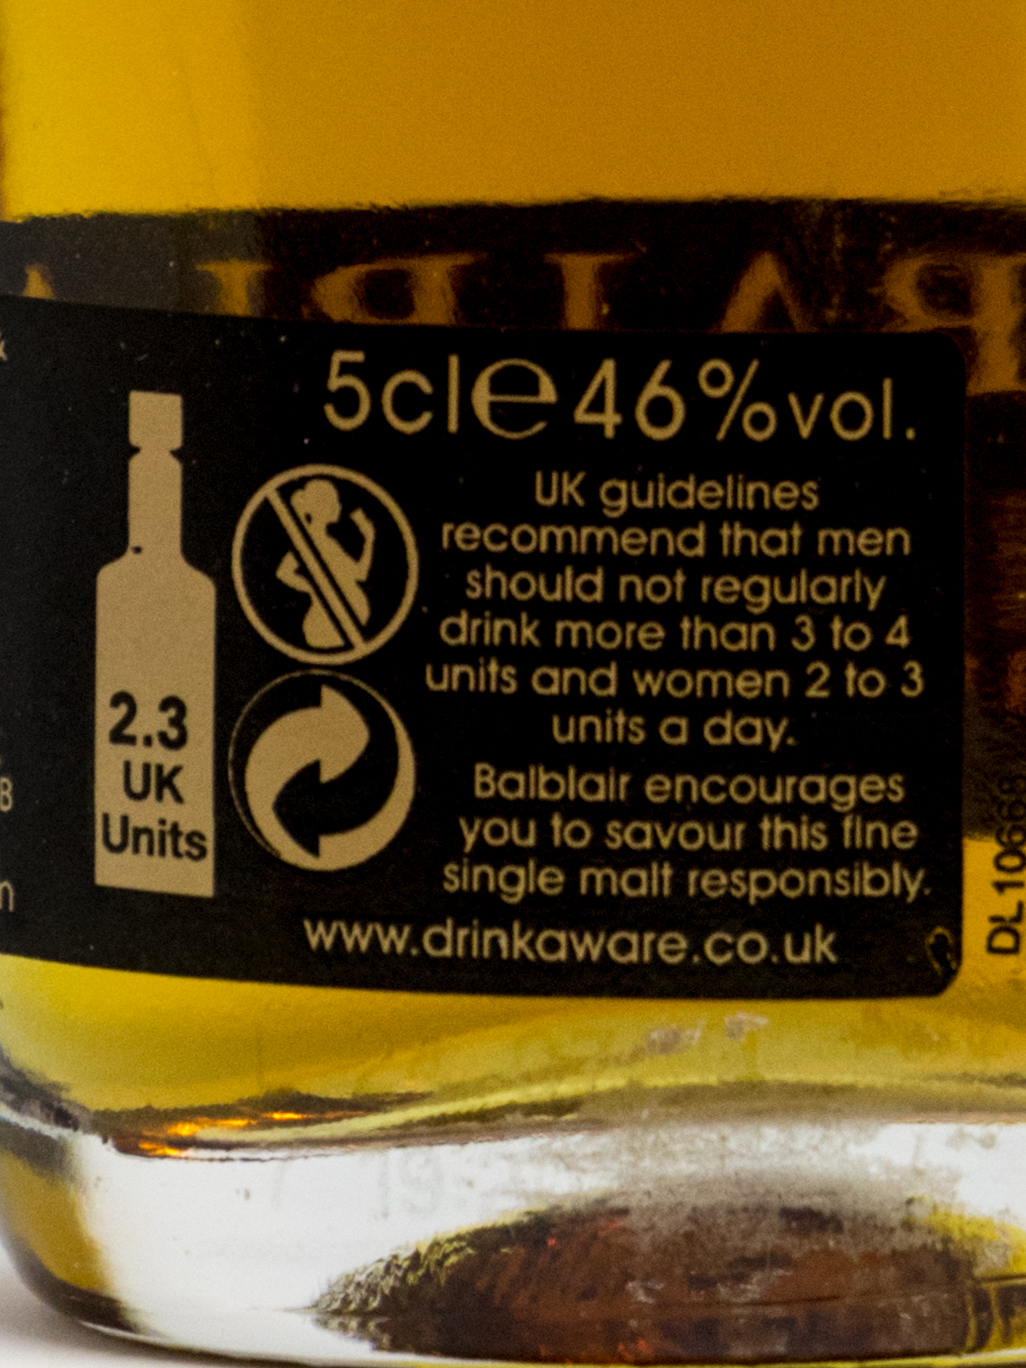 5cl e 46%vol.
UK guidelines
recommend that men
should not regularly
drink more than 3 to 4
units and women 2 to 3
units a day.
Balblair encourages
you to savour this fine
single malt responsibly.
www.drinkaware.co.uk
2.3
UK
Units
DL10668